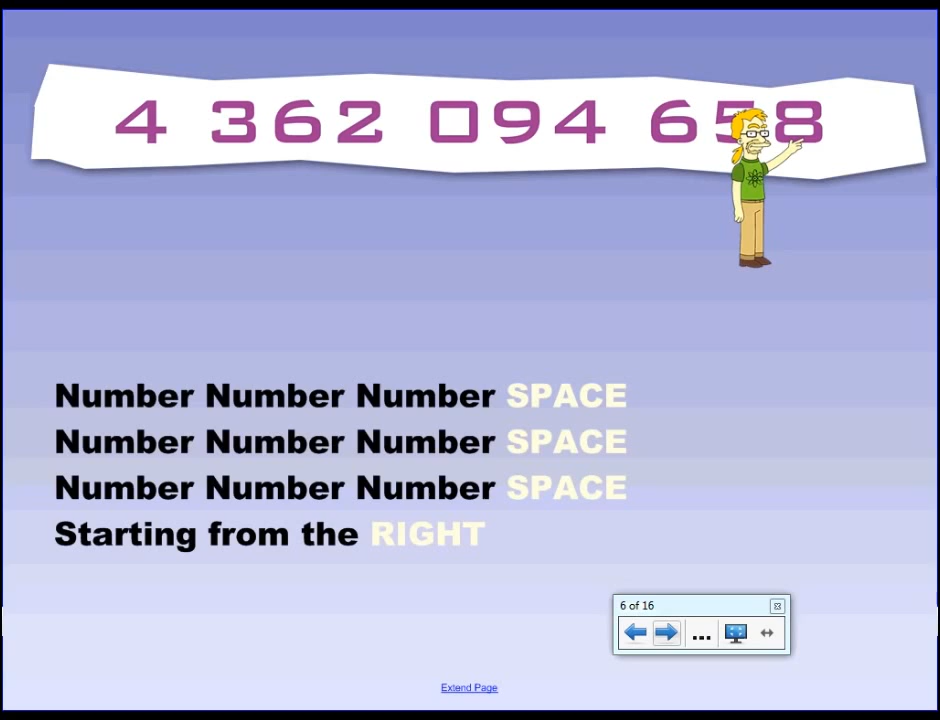 4 362 094 658
Number Number Number SPACE
Number Number Number SPACE
Number Number Number SPACE
Starting from the RIGHT
6 of 16
...
Extend Page